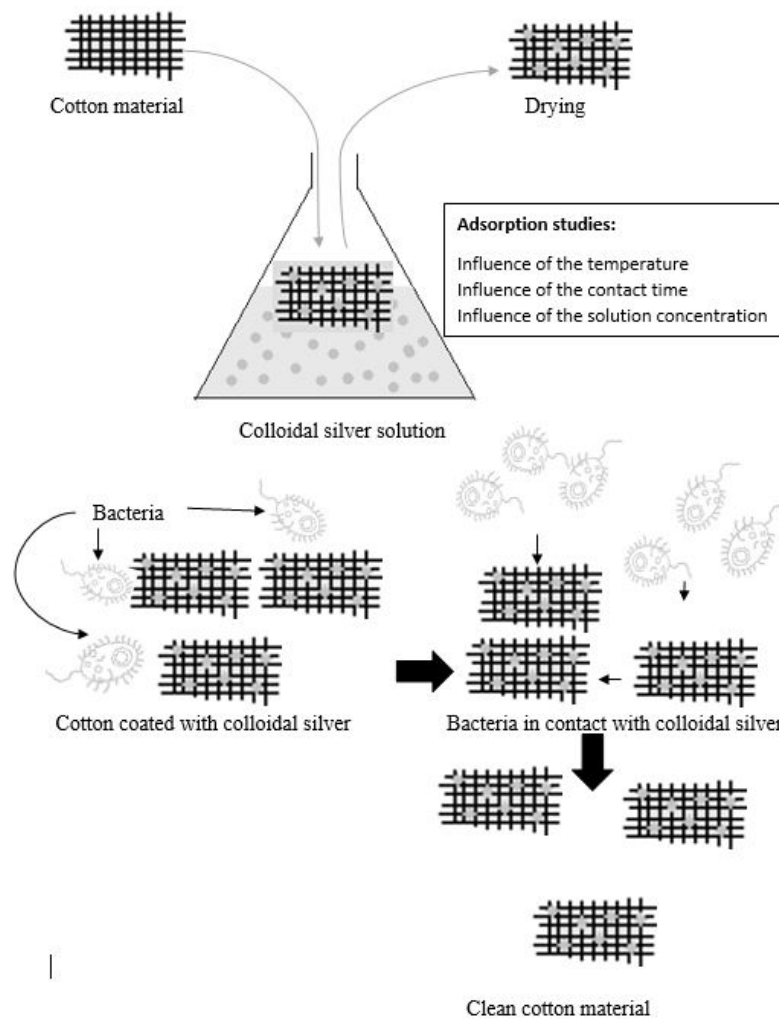 Cotton material
Drying
Adsorption studies:
Influence of the temperature
Influence of the contact time
Influence of the solution concentration
Colloidal silver solution
Bacteria
Cotton coated with colloidal silver
Bacteria in contact with colloidal silver
Clean cotton material